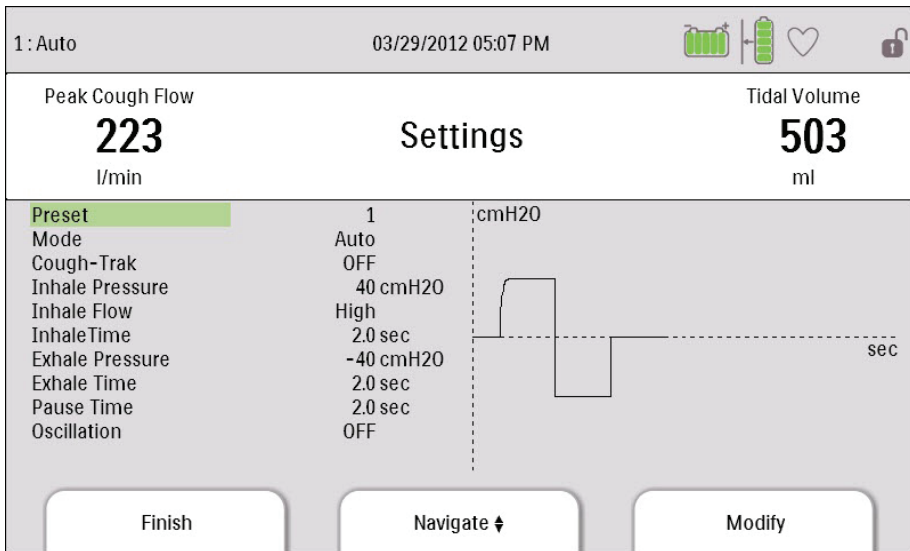 1 : Auto 03/29/2012 05:07 PM
Peak Cough Flow
223
l/min
Settings
Tidal Volume
503
ml
Preset 1
Mode Auto
Cough-Trak OFF
Inhale Pressure 40 cmH2O
Inhale Flow High
InhaleTime 2.0 sec
Exhale Pressure -40 cmH2O
Exhale Time 2.0 sec
Pause Time 2.0 sec
Oscillation OFF
cmH2O
sec
Finish Navigate Modify